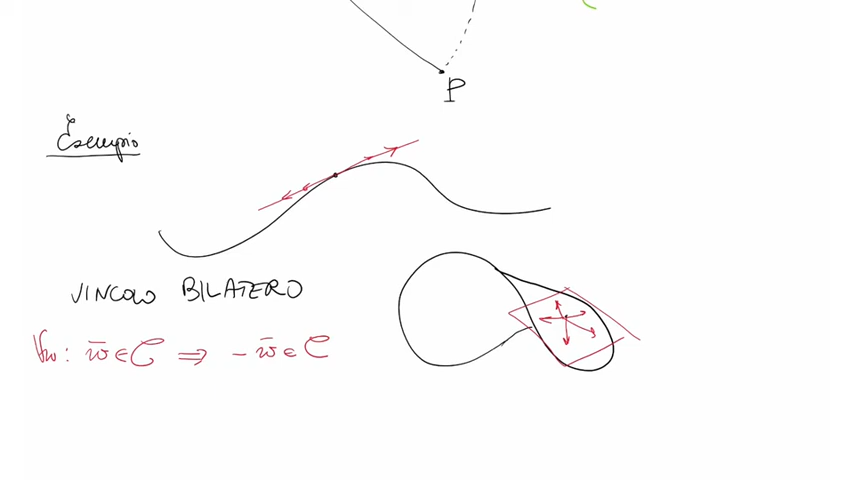 P
Esempio
VINCOLO BILATERO
∀w̄ : w̄ ∈ C ⇒ - w̄ ∈ C